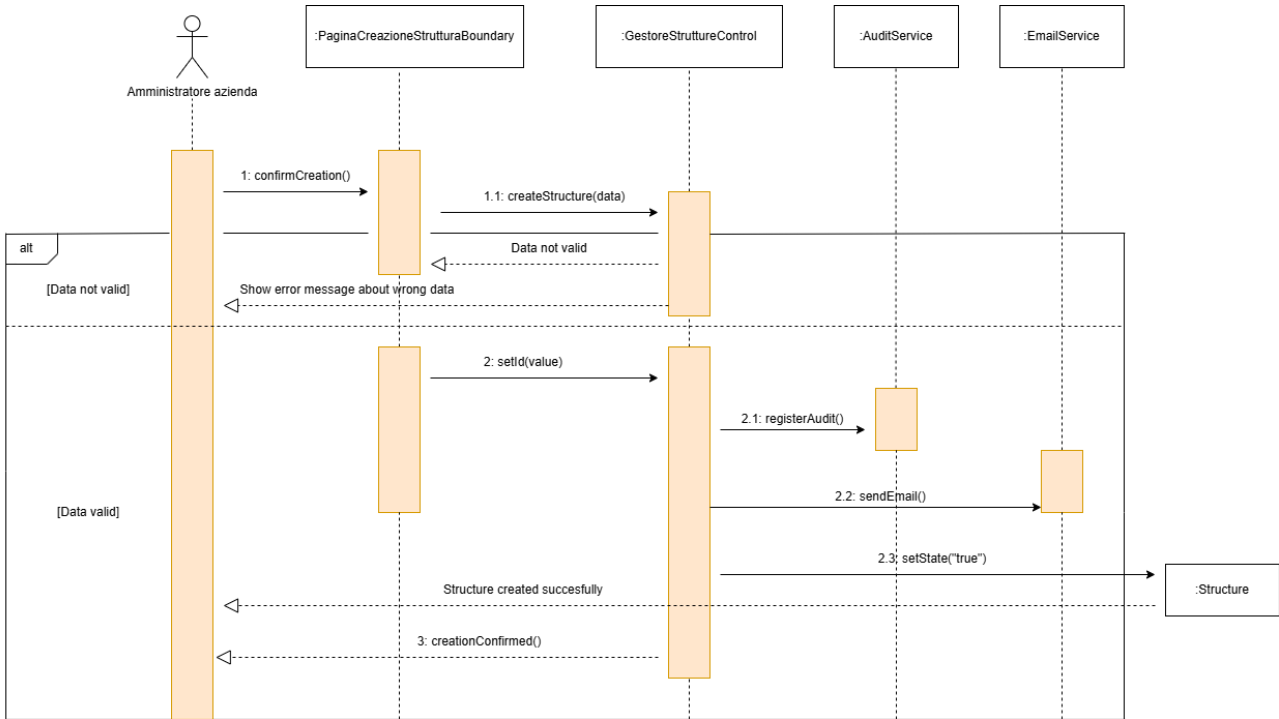 :PaginaCreazioneStrutturaBoundary
:GestoreStruttureControl
:AuditService
:EmailService
Amministratore azienda
1: confirmCreation()
1.1: createStructure(data)
alt
Data not valid
[Data not valid]
Show error message about wrong data
2: setId(value)
2.1: registerAudit()
2.2: sendEmail()
[Data valid]
2.3: setState("true")
Structure created succesfully
:Structure
3: creationConfirmed()